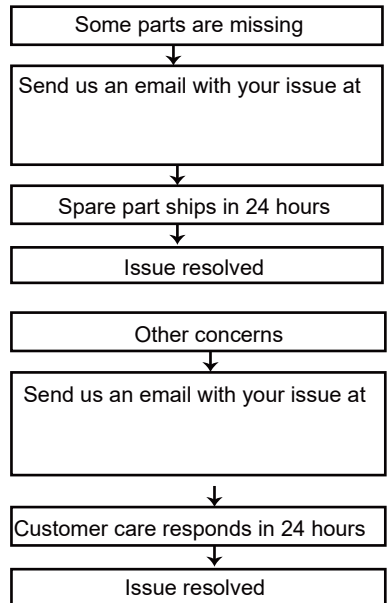 Some parts are missing
Send us an email with your issue at
Spare part ships in 24 hours
Issue resolved
Other concerns
Send us an email with your issue at
Customer care responds in 24 hours
Issue resolved